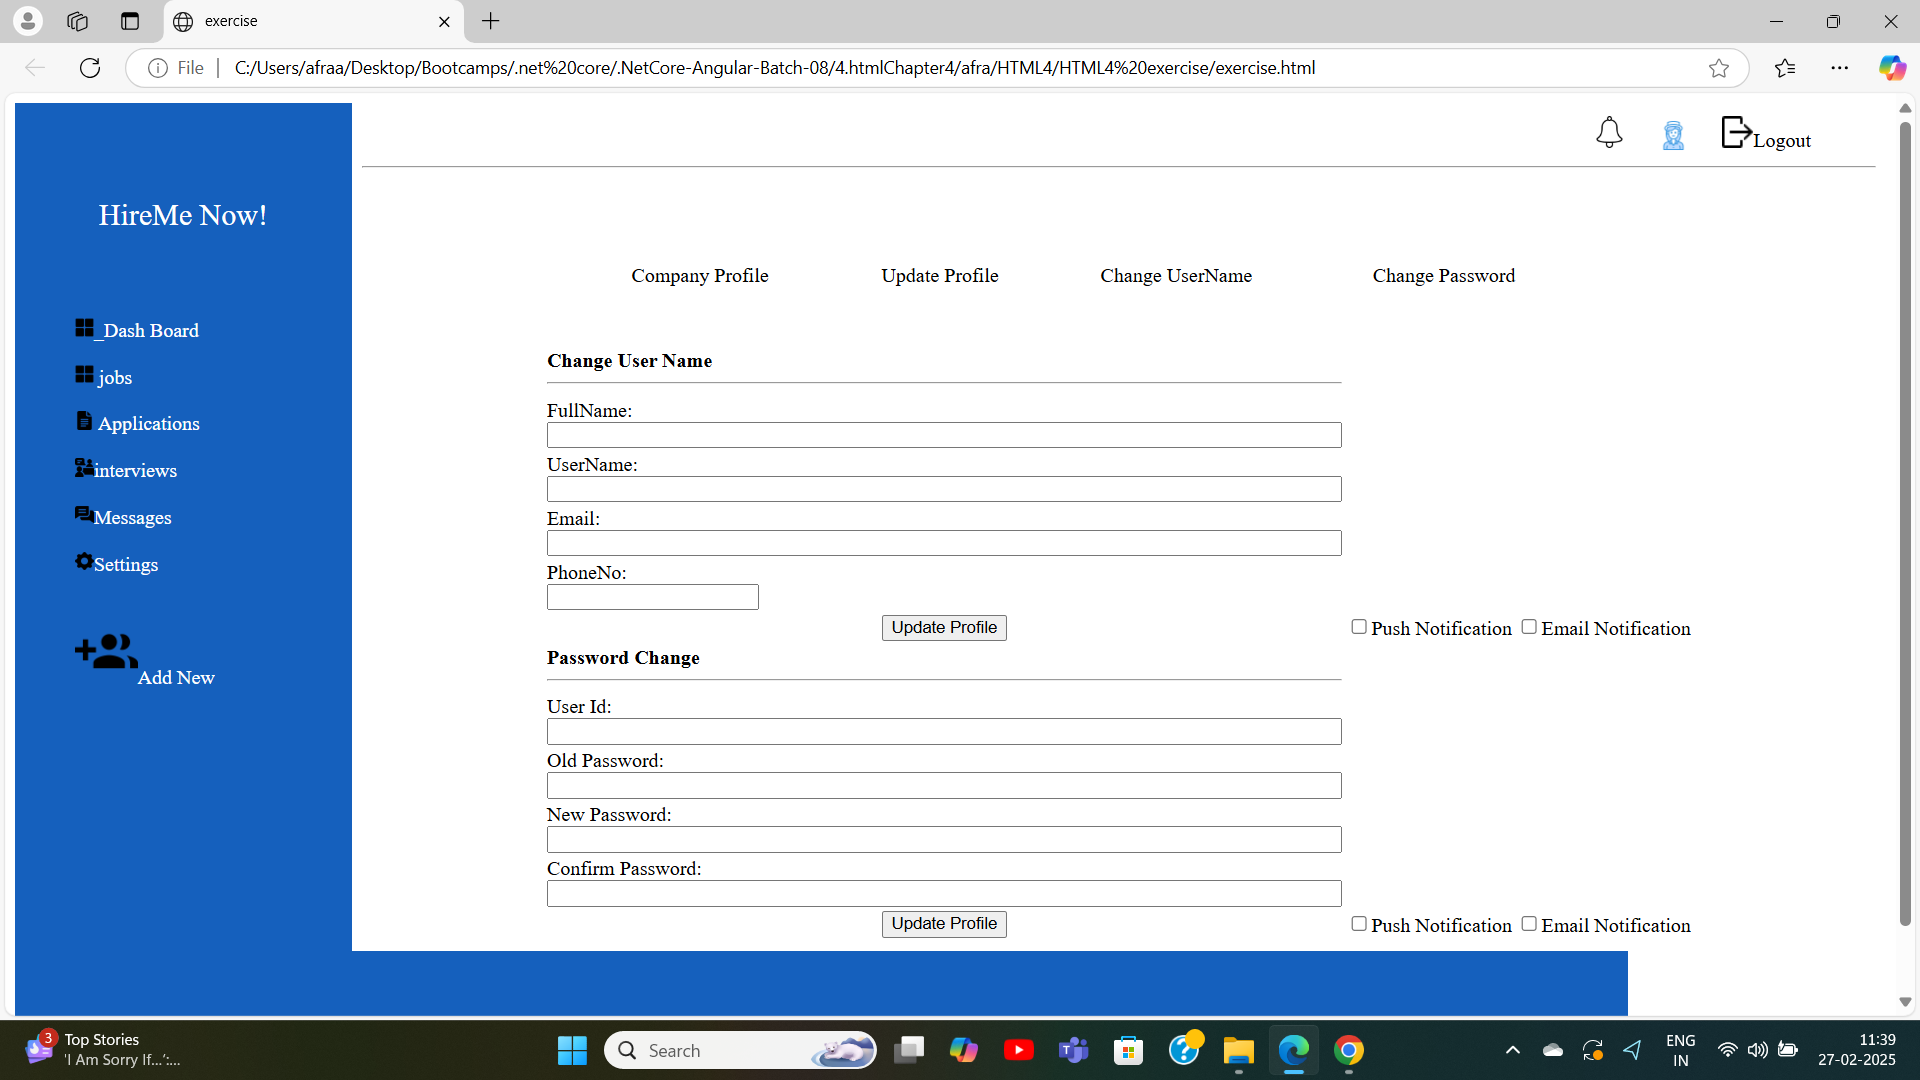 exercise
File
C:/Users/afraa/Desktop/Bootcamps/.net%20core/.NetCore-Angular-Batch-08/4.htmlChapter4/afra/HTML4/HTML4%20exercise/exercise.html
Logout
HireMe Now!
Company Profile Update Profile Change UserName Change Password
_Dash Board
jobs
Applications
interviews
Messages
Settings
Add New
Change User Name
FullName:
UserName:
Email:
PhoneNo:
Update Profile Push Notification Email Notification
Password Change
User Id:
Old Password:
New Password:
Confirm Password:
Update Profile Push Notification Email Notification
3
Top Stories
'I Am Sorry If...':...
Search
ENG
IN
11:39
27-02-2025